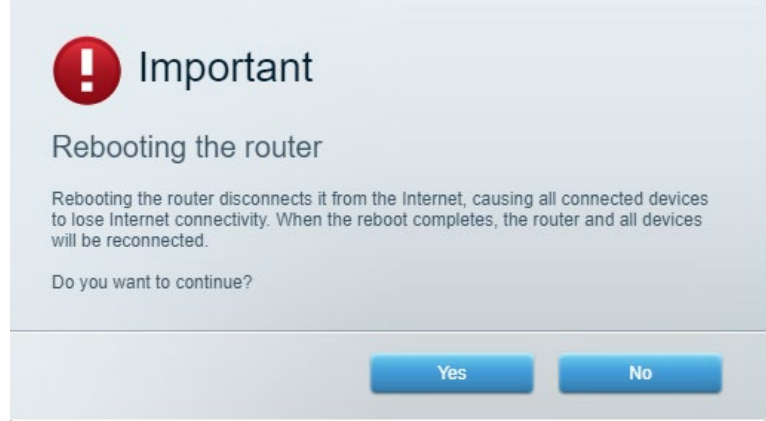 Important
Rebooting the router
Rebooting the router disconnects it from the Internet, causing all connected devices
to lose Internet connectivity. When the reboot completes, the router and all devices
will be reconnected.
Do you want to continue?
Yes
No